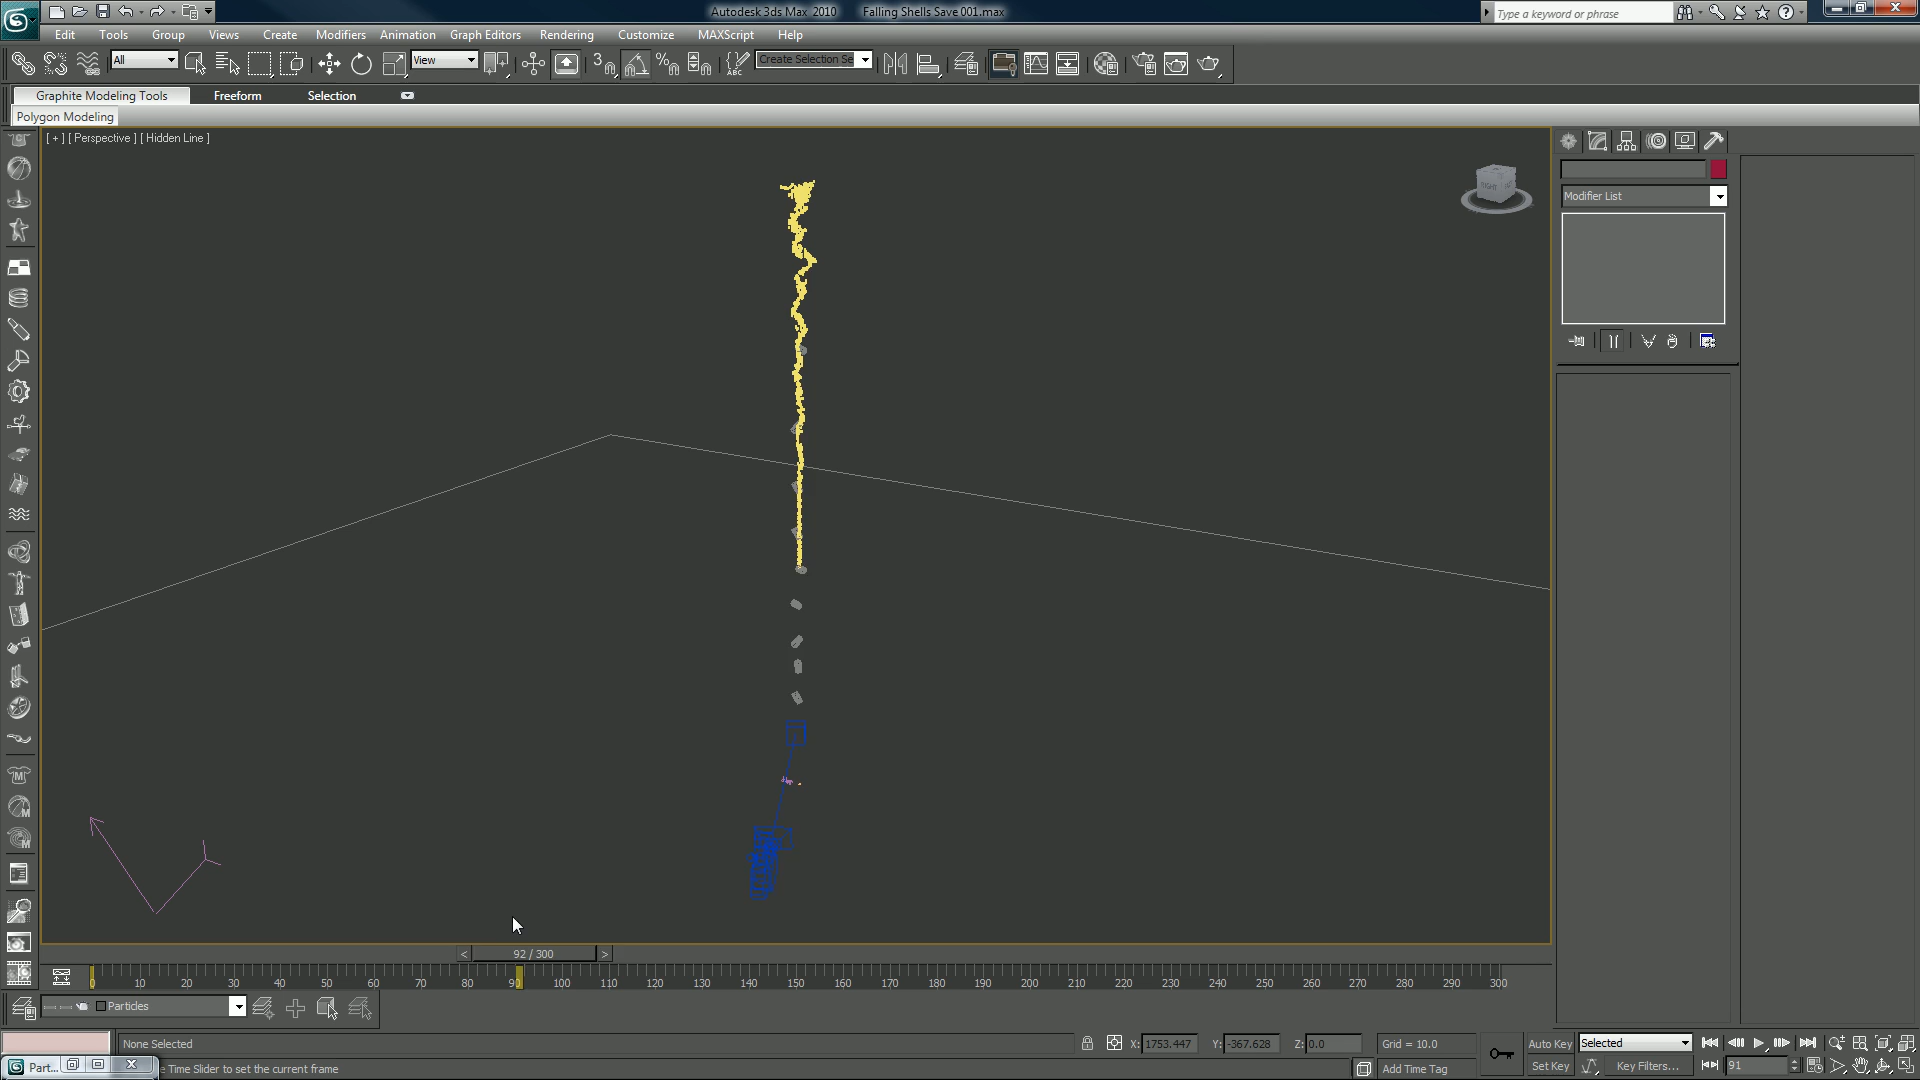 Autodesk 3ds Max 2010 Falling Shells Save 001.max
Type a keyword or phrase
Edit Tools Group Views Create Modifiers Animation Graph Editors Rendering Customize MAXScript Help
All View 3 ABC Create Selection Se
Graphite Modeling Tools Freeform Selection
Polygon Modeling
[ + ] [ Perspective ] [ Hidden Line ]
RIGHT
Modifier List
< 92 / 300 >
0 10 20 30 40 50 60 70 80 90 100 110 120 130 140 150 160 170 180 190 200 210 220 230 240 250 260 270 280 290 300
Particles
None Selected X: 1753.447 Y: -367.628 Z: 0.0 Grid = 10.0 Auto Key Selected
Part... e Time Slider to set the current frame Add Time Tag Set Key Key Filters... 91